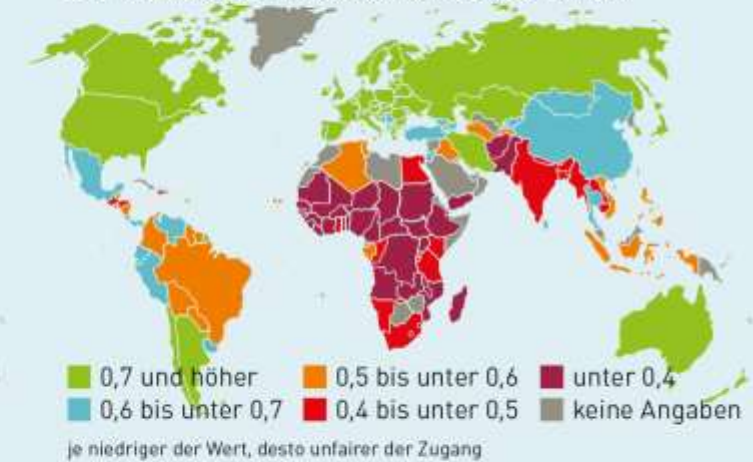 0,7 und höher 0,5 bis unter 0,6 unter 0,4
0,6 bis unter 0,7 0,4 bis unter 0,5 keine Angaben
je niedriger der Wert, desto unfairer der Zugang